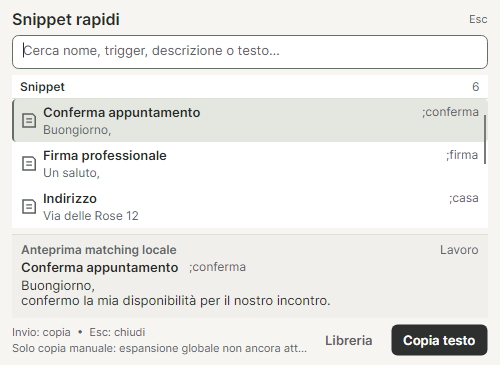 Snippet rapidi
Esc
Cerca nome, trigger, descrizione o testo...
Snippet
6
Conferma appuntamento
;conferma
Buongiorno,
Firma professionale
;firma
Un saluto,
Indirizzo
;casa
Via delle Rose 12
Anteprima matching locale
Lavoro
Conferma appuntamento ;conferma
Buongiorno,
confermo la mia disponibilità per il nostro incontro.
Invio: copia • Esc: chiudi
Solo copia manuale: espansione globale non ancora att...
Libreria
Copia testo